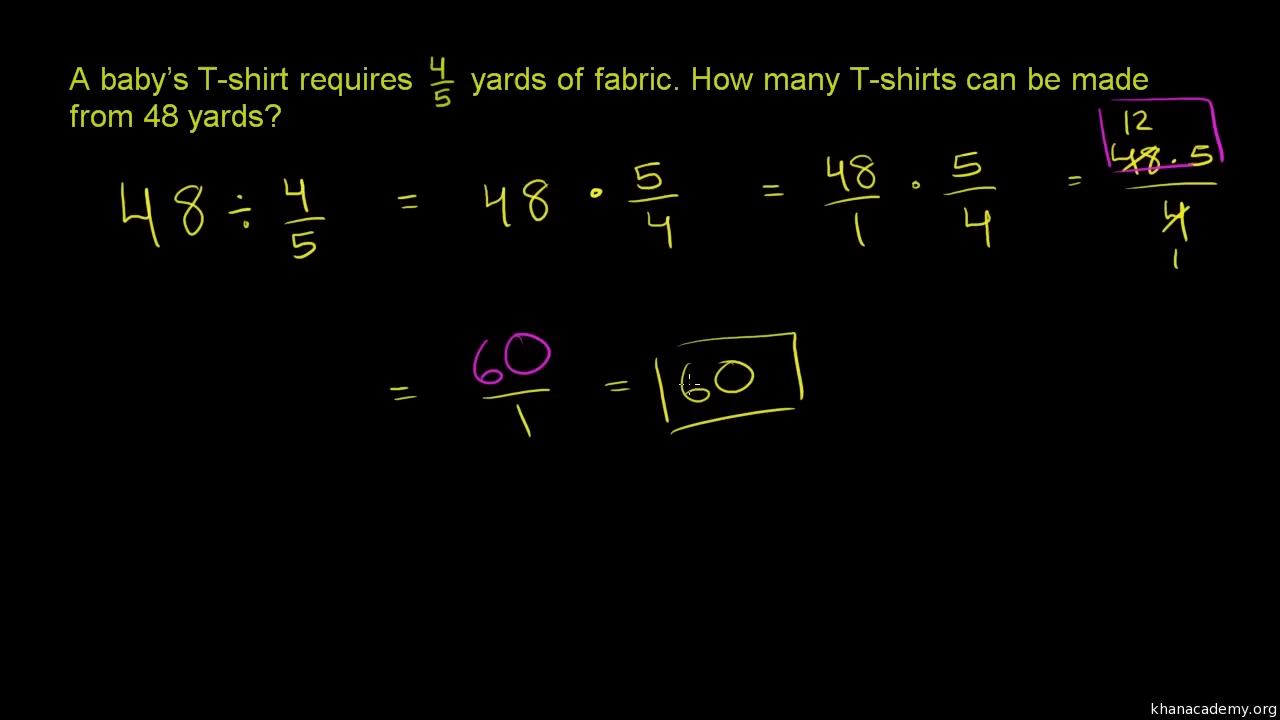 A baby's T-shirt requires 4/5 yards of fabric. How many T-shirts can be made
from 48 yards?
48 ÷ 4/5 = 48 · 5/4 = 48/1 · 5/4 = 12 48 · 5 / 4 1
= 60/1 = 60
khanacademy.org